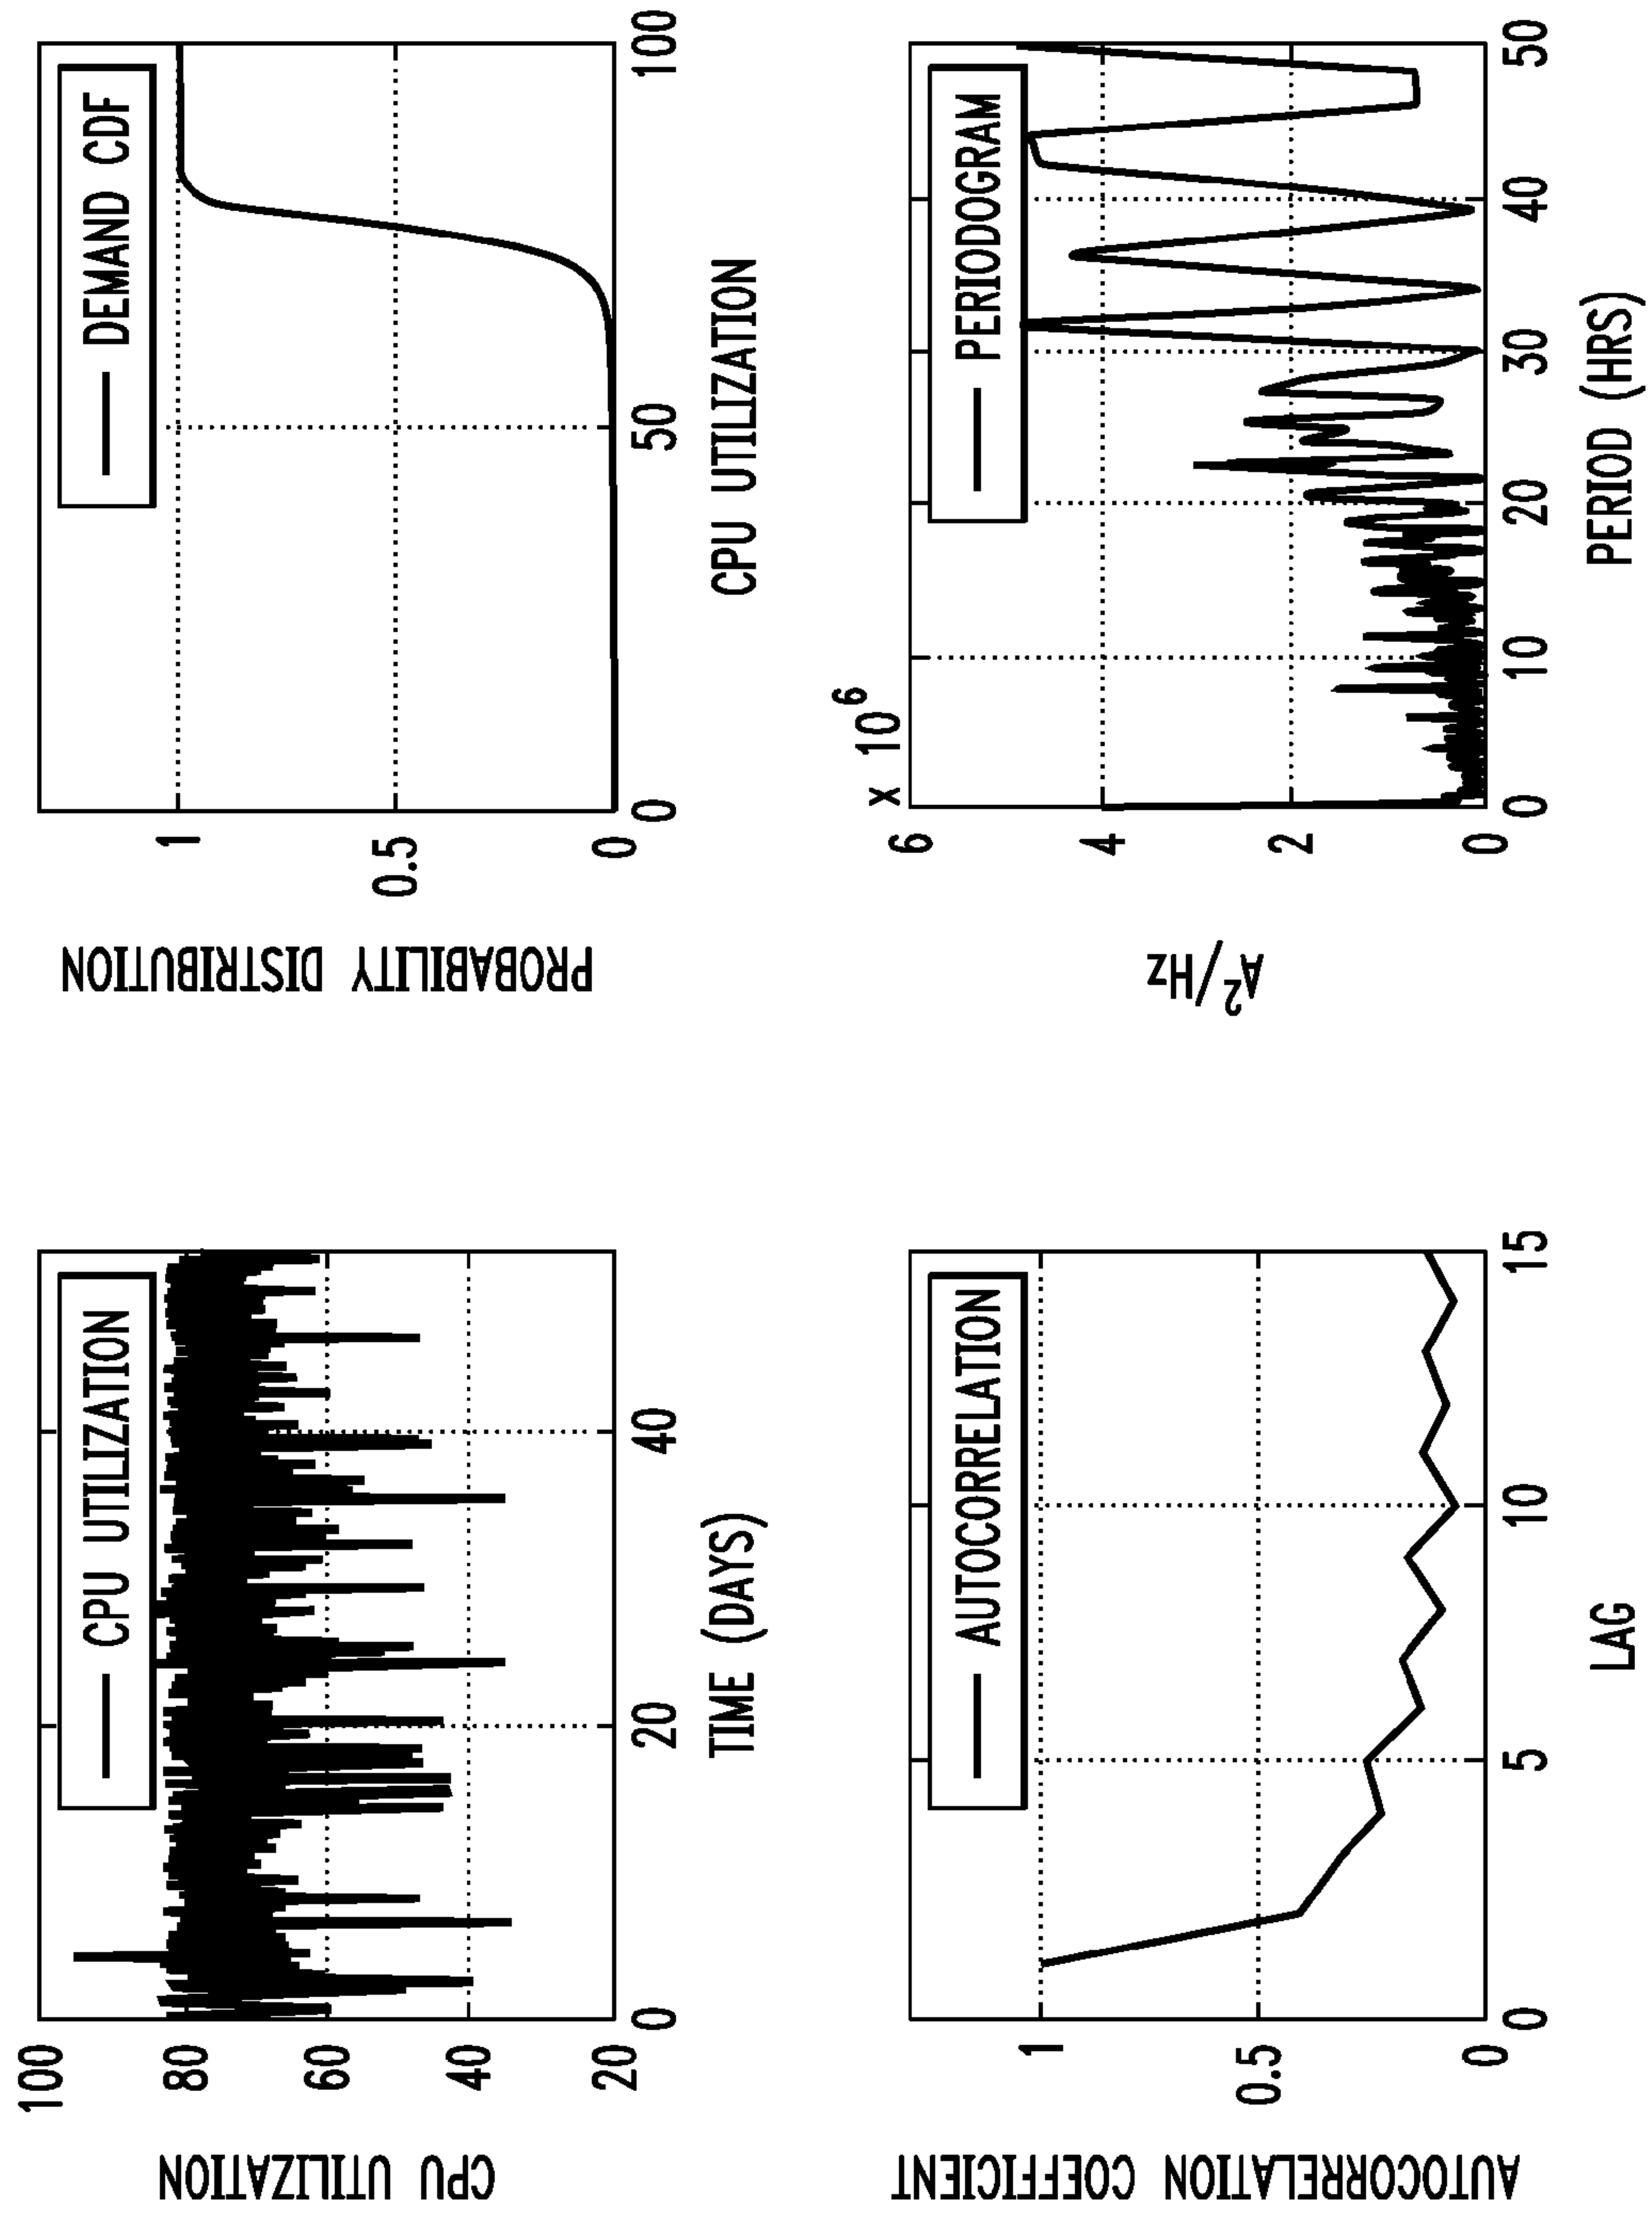 CPU UTILIZATION
100
80
60
40
20
CPU UTILIZATION
0
20
40
TIME (DAYS)
PROBABILITY DISTRIBUTION
1
0.5
0
DEMAND CDF
0
50
100
CPU UTILIZATION
AUTOCORRELATION COEFFICIENT
1
0.5
0
AUTOCORRELATION
0
5
10
15
LAG
A²/Hz
x 10⁶
6
4
2
0
PERIODOGRAM
0
10
20
30
40
50
PERIOD (HRS)